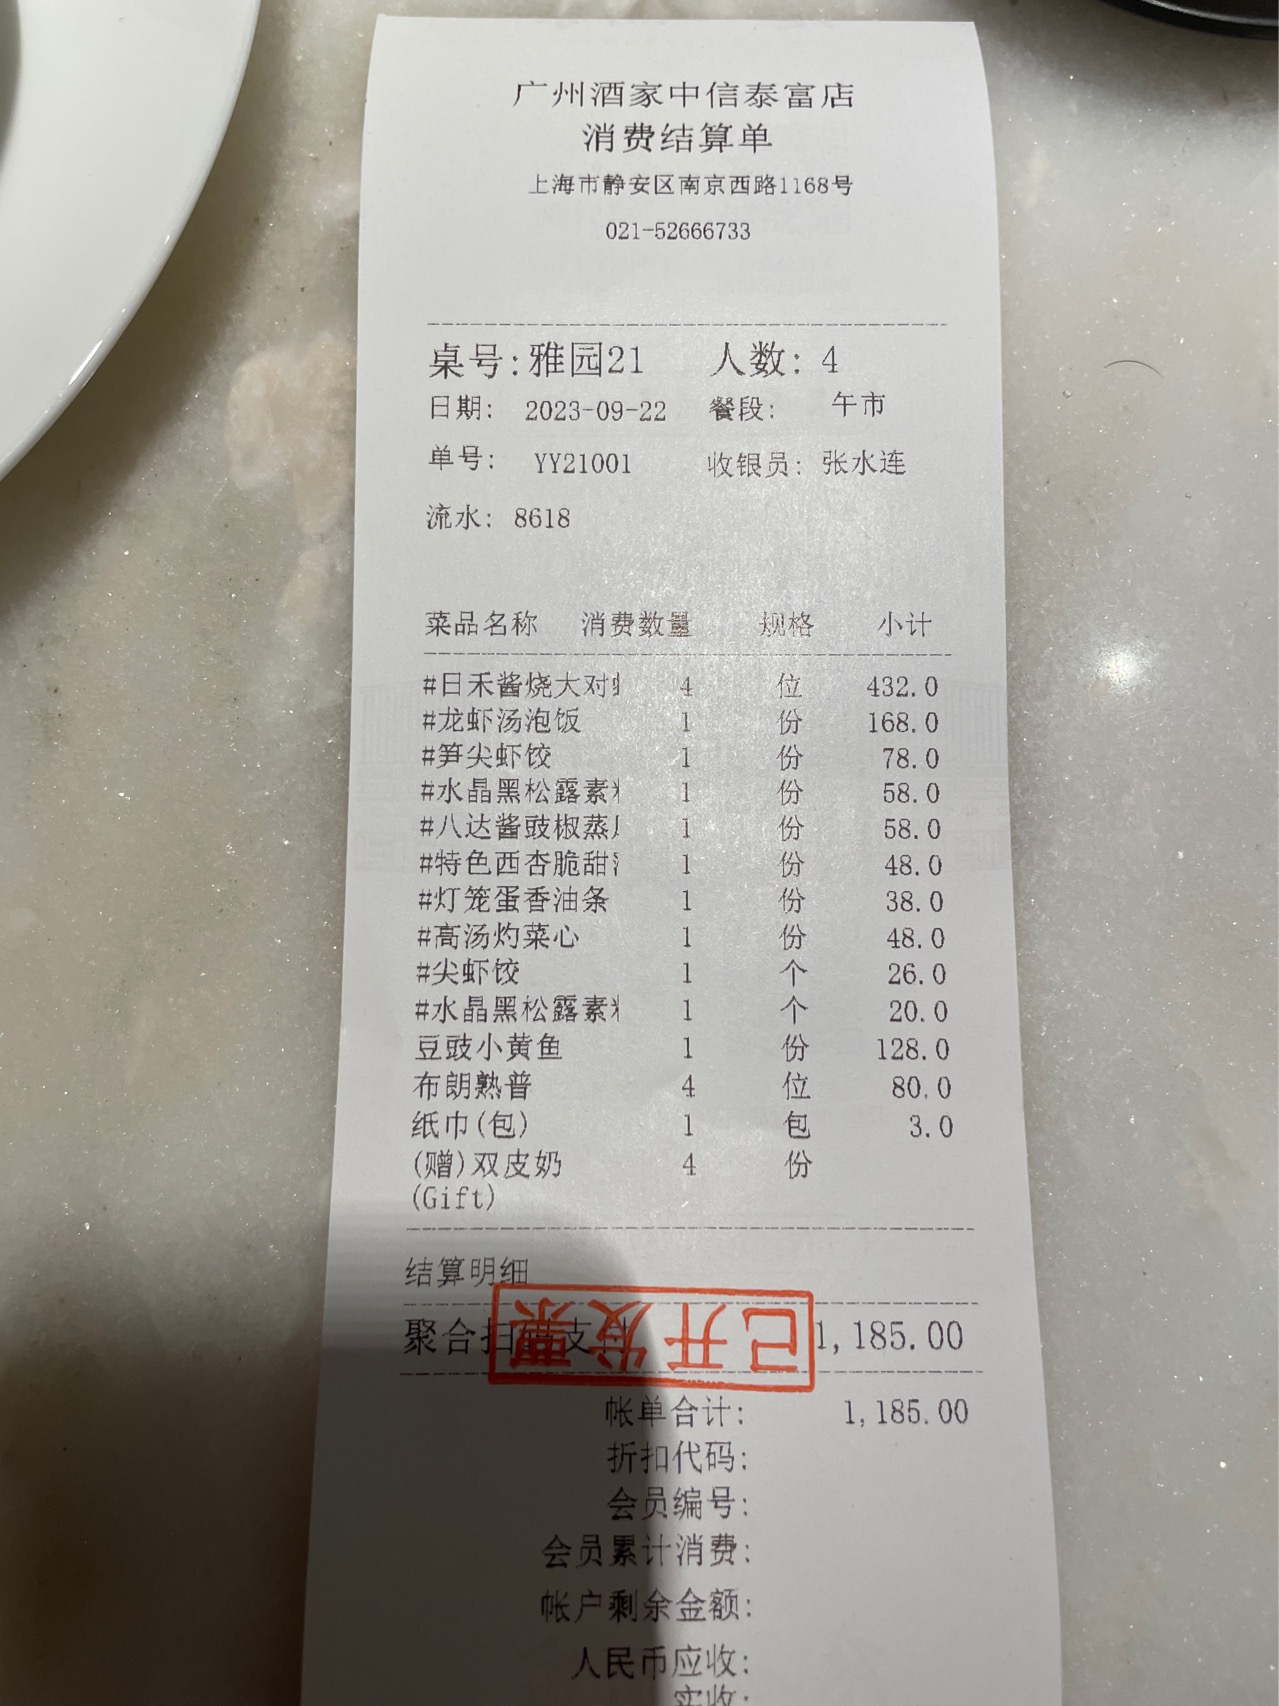 广州酒家中信泰富店
消费结算单
上海市静安区南京西路1168号
021-52666733
桌号:雅园21 人数: 4
日期: 2023-09-22 餐段: 午市
单号: YY21001 收银员: 张水连
流水: 8618
菜品名称 消费数量 规格 小计
#日禾酱烧大对 4 位 432.0
#龙虾汤泡饭 1 份 168.0
#笋尖虾饺 1 份 78.0
#水晶黑松露素 1 份 58.0
#八达酱豉椒蒸 1 份 58.0
#特色西杏脆甜 1 份 48.0
#灯笼蛋香油条 1 份 38.0
#高汤灼菜心 1 份 48.0
#尖虾饺 1 个 26.0
#水晶黑松露素 1 个 20.0
豆豉小黄鱼 1 份 128.0
布朗熟普 4 位 80.0
纸巾(包) 1 包 3.0
(赠)双皮奶 4 份
(Gift)
结算明细
聚合扫码支付 1,185.00
已开发票
帐单合计: 1,185.00
折扣代码:
会员编号:
会员累计消费:
帐户剩余金额:
人民币应收:
实收: